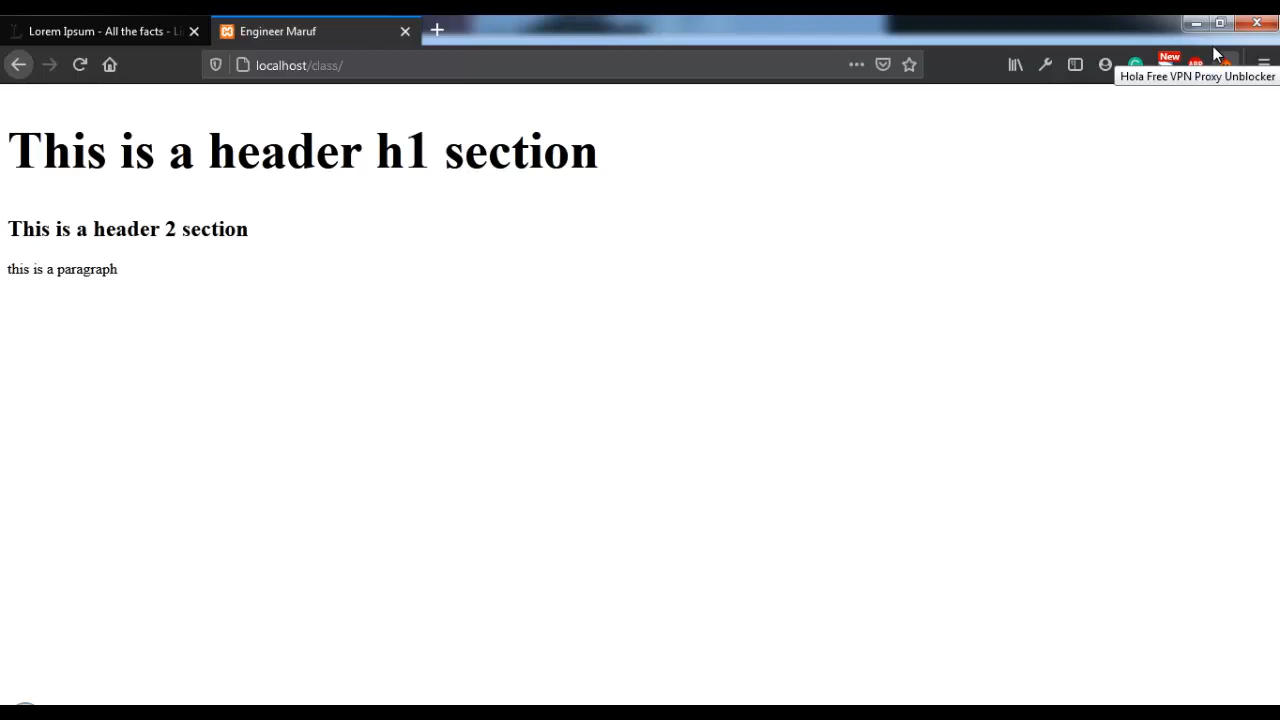 Lorem Ipsum - All the facts - Li
Engineer Maruf
localhost/class/
New
ABP
Hola Free VPN Proxy Unblocker
This is a header h1 section
This is a header 2 section
this is a paragraph